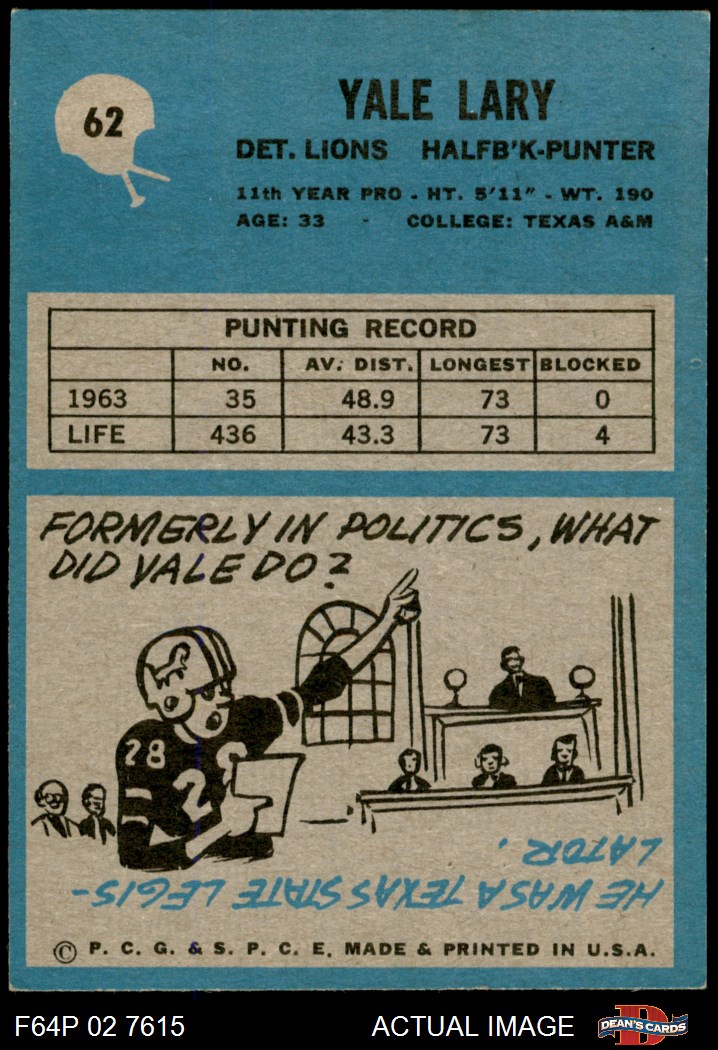 62
YALE LARY
DET. LIONS HALFB'K-PUNTER
11th YEAR PRO - HT. 5'11" - WT. 190
AGE: 33 - COLLEGE: TEXAS A&M
PUNTING RECORD
NO. AV. DIST. LONGEST BLOCKED
1963 35 48.9 73 0
LIFE 436 43.3 73 4
FORMERLY IN POLITICS, WHAT
DID YALE DO?
28
2
HE WAS A TEXAS STATE LEGIS-
LATOR.
© P. C. G. & S. P. C. E. MADE & PRINTED IN U.S.A.
F64P 02 7615 ACTUAL IMAGE
D
DEAN'S CARDS